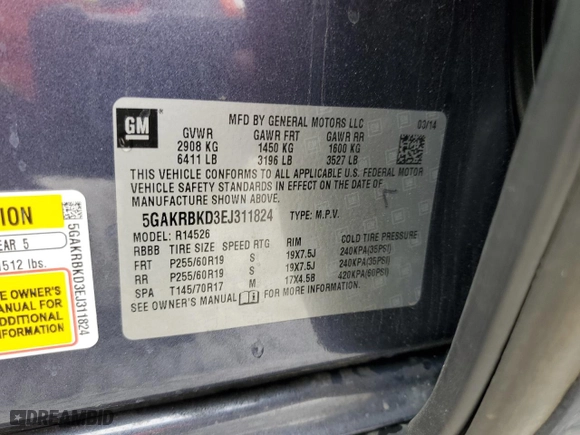 GM
MFD BY GENERAL MOTORS LLC
03/14
GVWR GAWR FRT GAWR RR
2908 KG 1450 KG 1600 KG
6411 LB 3196 LB 3527 LB
THIS VEHICLE CONFORMS TO ALL APPLICABLE U.S. FEDERAL MOTOR
VEHICLE SAFETY STANDARDS IN EFFECT ON THE DATE OF
MANUFACTURE SHOWN ABOVE.
5GAKRBKD3EJ311824 TYPE: M.P.V.
MODEL: R14526
RBBB TIRE SIZE SPEED RTG RIM COLD TIRE PRESSURE
FRT P255/60R19 S 19X7.5J 240KPA(35PSI)
RR P255/60R19 S 19X7.5J 240KPA(35PSI)
SPA T145/70R17 M 17X4.5B 420KPA(60PSI)
SEE OWNER'S MANUAL FOR MORE INFORMATION.
TION
EAR 5
512 lbs.
SEE OWNER'S
MANUAL FOR
ADDITIONAL
INFORMATION
5GAKRBKD3EJ311824
DREAMBID